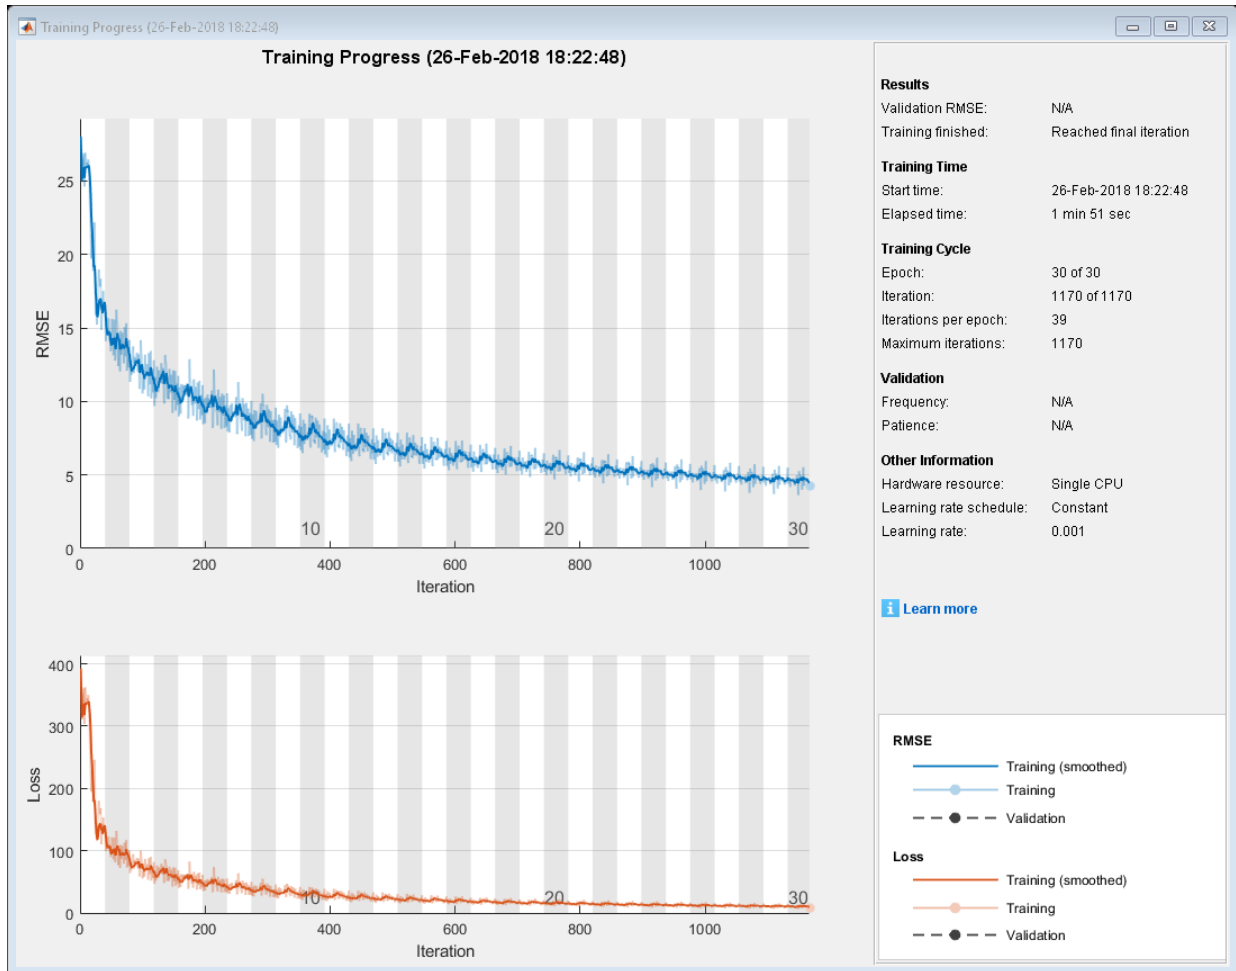 Training Progress (26-Feb-2018 18:22:48)
Training Progress (26-Feb-2018 18:22:48)
25
20
15
10
5
0
RMSE
10
20
30
0
200
400
600
800
1000
Iteration
400
300
200
100
0
Loss
10
20
30
0
200
400
600
800
1000
Iteration
Results
Validation RMSE: N/A
Training finished: Reached final iteration
Training Time
Start time: 26-Feb-2018 18:22:48
Elapsed time: 1 min 51 sec
Training Cycle
Epoch: 30 of 30
Iteration: 1170 of 1170
Iterations per epoch: 39
Maximum iterations: 1170
Validation
Frequency: N/A
Patience: N/A
Other Information
Hardware resource: Single CPU
Learning rate schedule: Constant
Learning rate: 0.001
i Learn more
RMSE
Training (smoothed)
Training
Validation
Loss
Training (smoothed)
Training
Validation